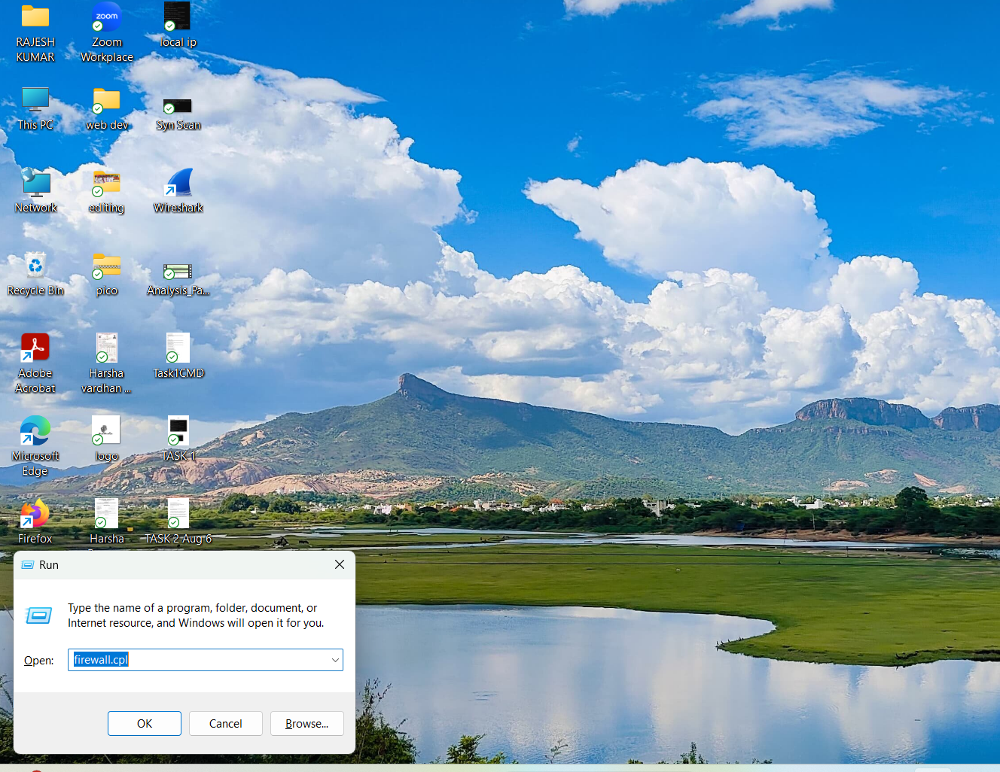 RAJESH
KUMAR
zoom
Zoom
Workplace
local ip
This PC
web dev
Syn Scan
Network
editing
Wireshark
Recycle Bin
pico
Analysis_Pa...
Adobe
Acrobat
Harsha
vardhan ...
Task1CMD
Microsoft
Edge
logo
TASK 1
Firefox
Harsha
TASK 2 Aug 6
Run
Type the name of a program, folder, document, or
Internet resource, and Windows will open it for you.
Open:
firewall.cpl
OK
Cancel
Browse...